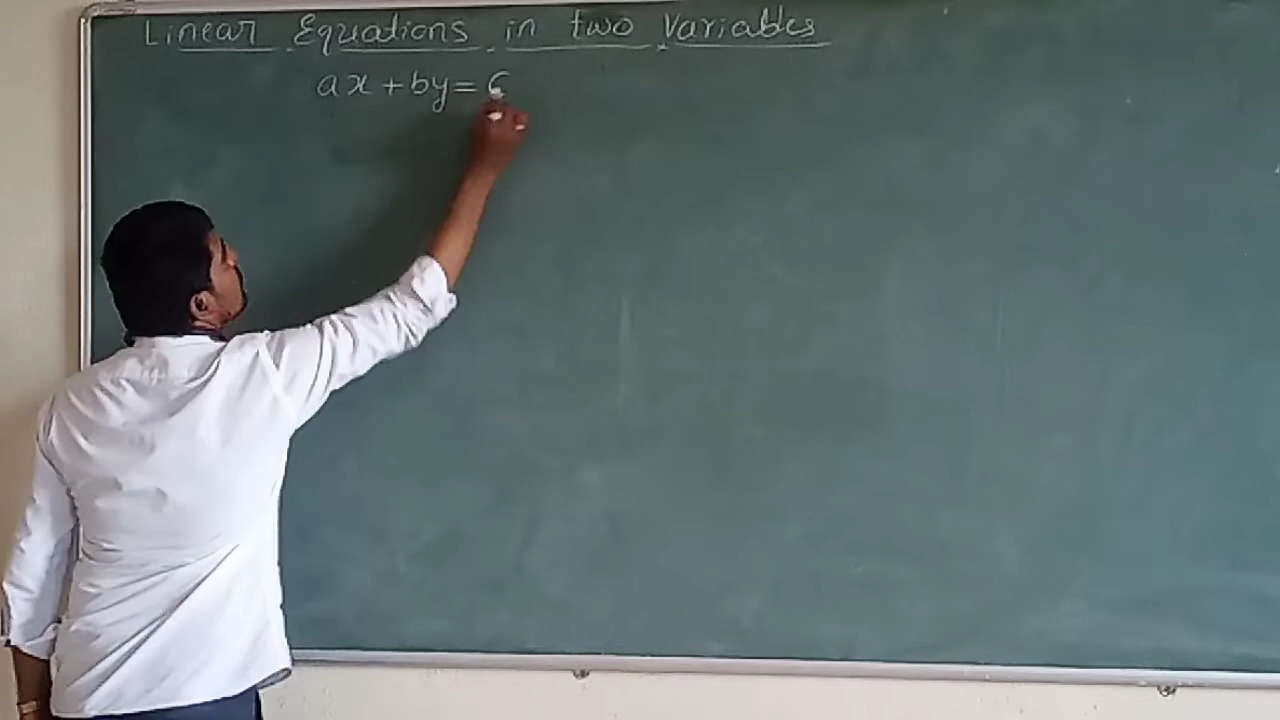 Linear Equations in two Variables
ax + by = c